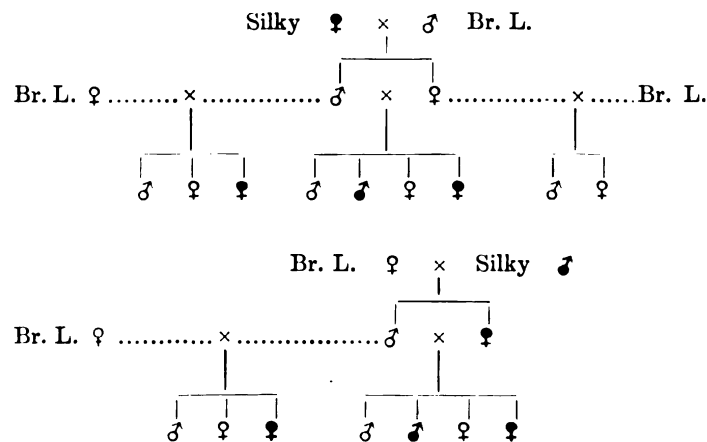 Silky ♀ × ♂ Br. L.
Br. L. ♀ × ♂ × ♀ × Br. L.
♂ ♀ ♀ ♂ ♂ ♀ ♀ ♂ ♀
Br. L. ♀ × Silky ♂
Br. L. ♀ × ♂ × ♀
♂ ♀ ♀ ♂ ♂ ♀ ♀